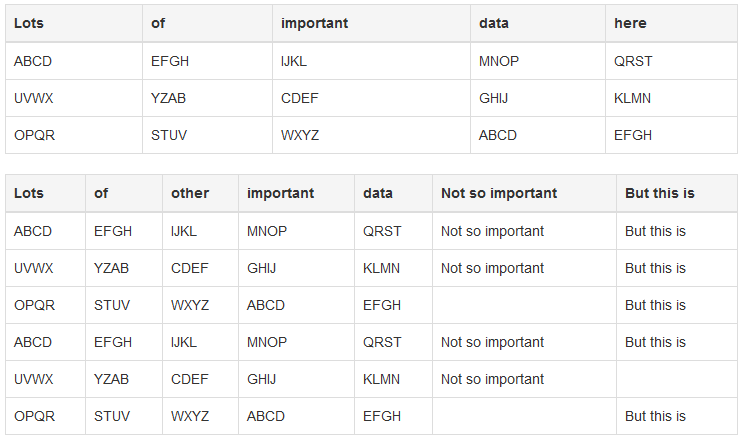 Lots of important data here
ABCD EFGH IJKL MNOP QRST
UVWX YZAB CDEF GHIJ KLMN
OPQR STUV WXYZ ABCD EFGH
Lots of other important data Not so important But this is
ABCD EFGH IJKL MNOP QRST Not so important But this is
UVWX YZAB CDEF GHIJ KLMN Not so important But this is
OPQR STUV WXYZ ABCD EFGH But this is
ABCD EFGH IJKL MNOP QRST Not so important But this is
UVWX YZAB CDEF GHIJ KLMN Not so important
OPQR STUV WXYZ ABCD EFGH But this is